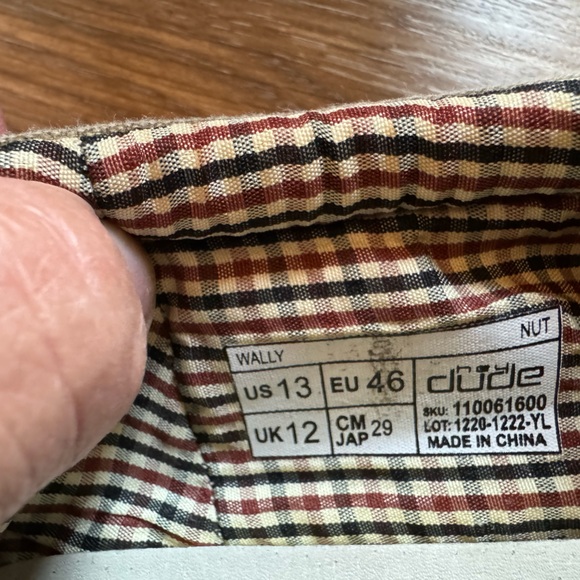 WALLY NUT
US 13 EU 46 hey dude
UK 12 CM JAP 29 SKU: 110061600
LOT: 1220-1222-YL
MADE IN CHINA